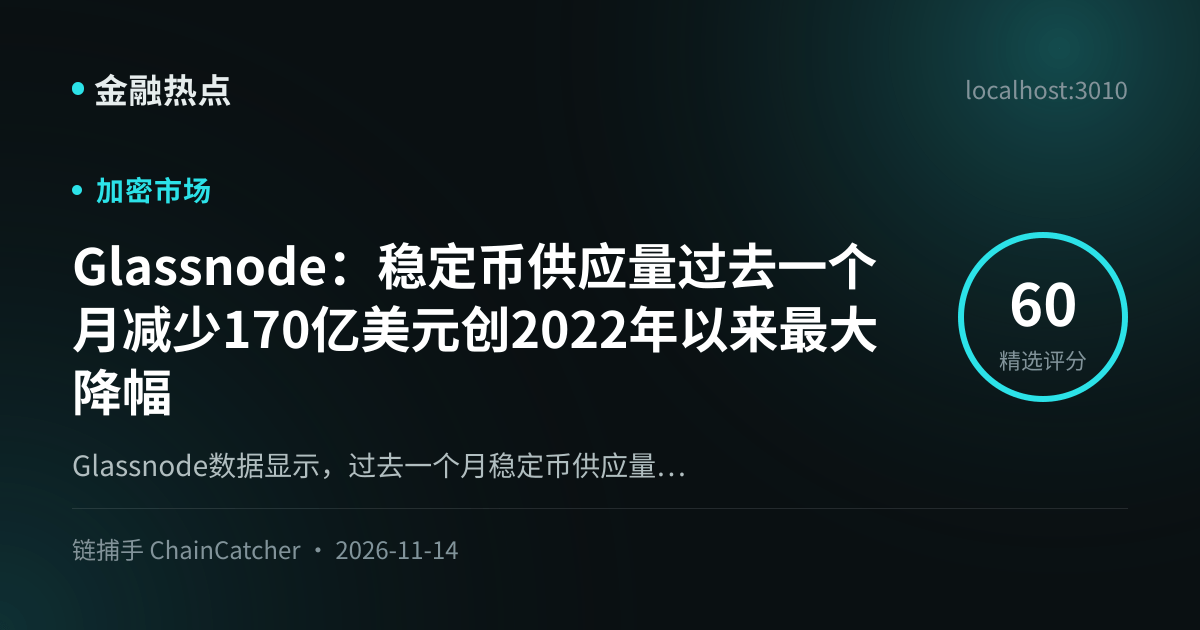 金融热点
localhost:3010
加密市场
Glassnode：稳定币供应量过去一个
月减少170亿美元创2022年以来最大
降幅
60
精选评分
Glassnode数据显示，过去一个月稳定币供应量…
链捕手 ChainCatcher · 2026-11-14